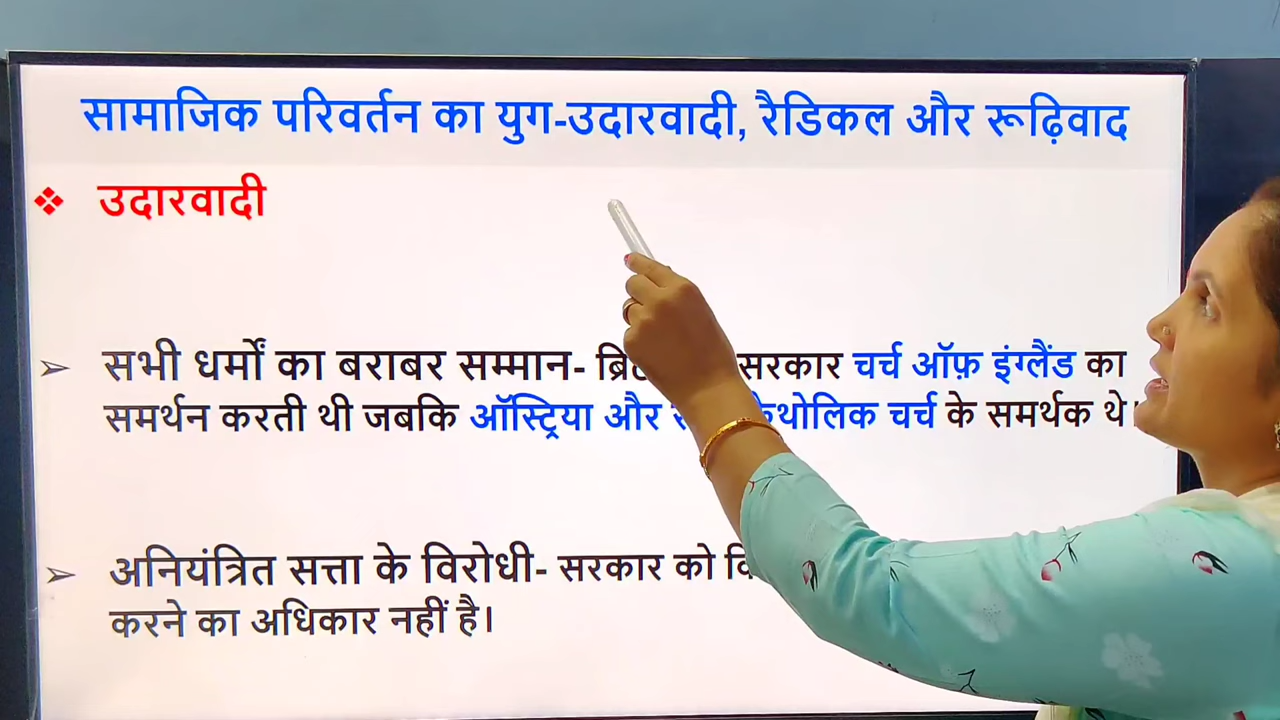 सामाजिक परिवर्तन का युग-उदारवादी, रैडिकल और रूढ़िवाद
❖ उदारवादी
➢ सभी धर्मों का बराबर सम्मान- सरकार चर्च ऑफ़ इंग्लैंड का
समर्थन करती थी जबकि ऑस्ट्रिया और चर्च के समर्थक थे।
➢ अनियंत्रित सत्ता के विरोधी- सरकार को
करने का अधिकार नहीं है।